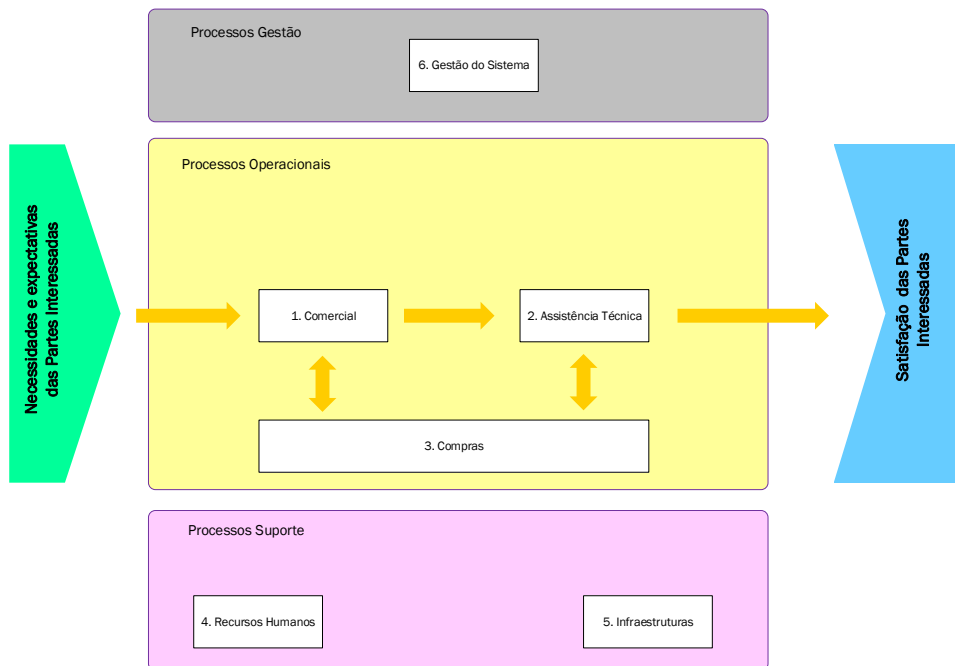 Processos Gestão
6. Gestão do Sistema
Necessidades e expectativas
das Partes Interessadas
Processos Operacionais
1. Comercial
2. Assistência Técnica
3. Compras
Satisfação das Partes
Interessadas
Processos Suporte
4. Recursos Humanos
5. Infraestruturas